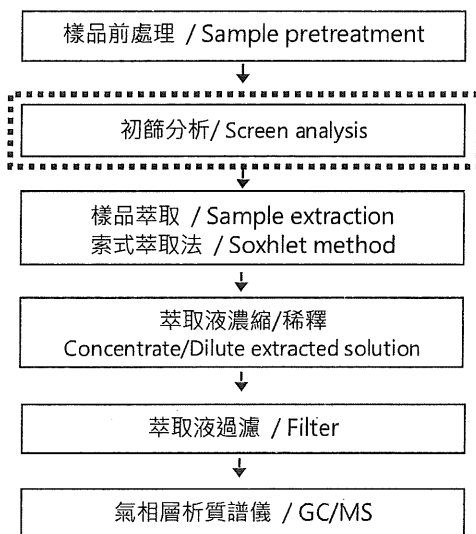 樣品前處理 / Sample pretreatment
初篩分析/ Screen analysis
樣品萃取 / Sample extraction
索式萃取法 / Soxhlet method
萃取液濃縮/稀釋
Concentrate/Dilute extracted solution
萃取液過濾 / Filter
氣相層析質譜儀 / GC/MS